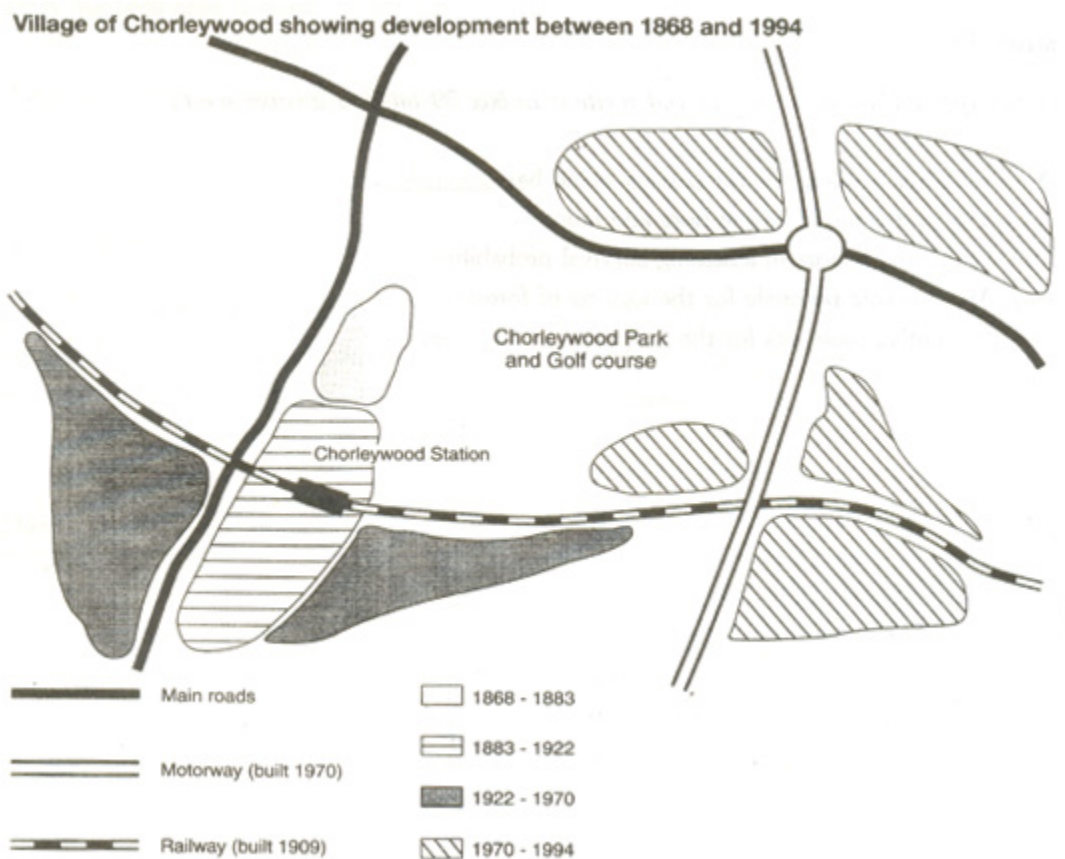 Village of Chorleywood showing development between 1868 and 1994
Chorleywood Park
and Golf course
Chorleywood Station
Main roads
Motorway (built 1970)
Railway (built 1909)
1868 - 1883
1883 - 1922
1922 - 1970
1970 - 1994